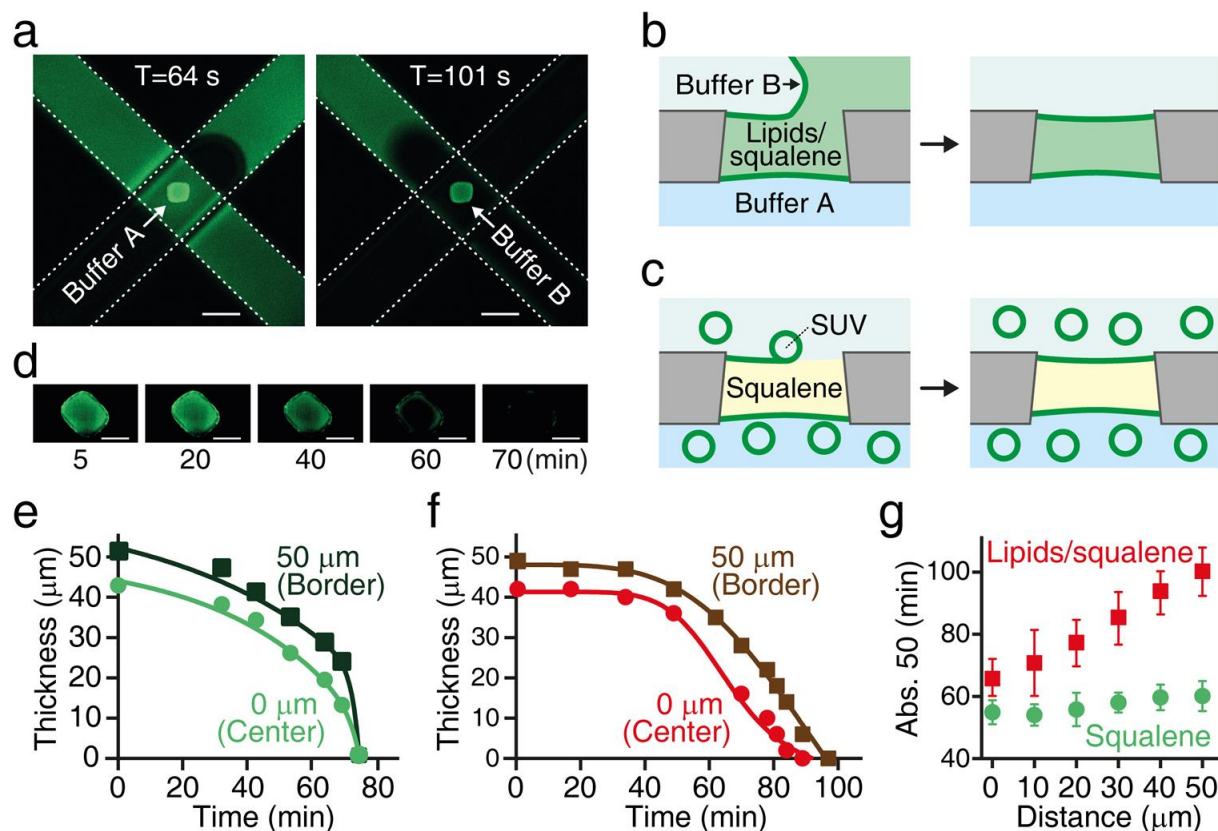 a
T=64 s
T=101 s
Buffer A
Buffer B
b
Buffer B
Lipids/
squalene
Buffer A
c
SUV
Squalene
d
5 20 40 60 70 (min)
e
50 μm
(Border)
0 μm
(Center)
Thickness (μm)
50
40
30
20
10
0
0 20 40 60 80
Time (min)
f
50 μm
(Border)
0 μm
(Center)
Thickness (μm)
50
40
30
20
10
0
0 20 40 60 80 100
Time (min)
g
Lipids/squalene
Squalene
Abs. 50 (min)
100
80
60
40
0 10 20 30 40 50
Distance (μm)